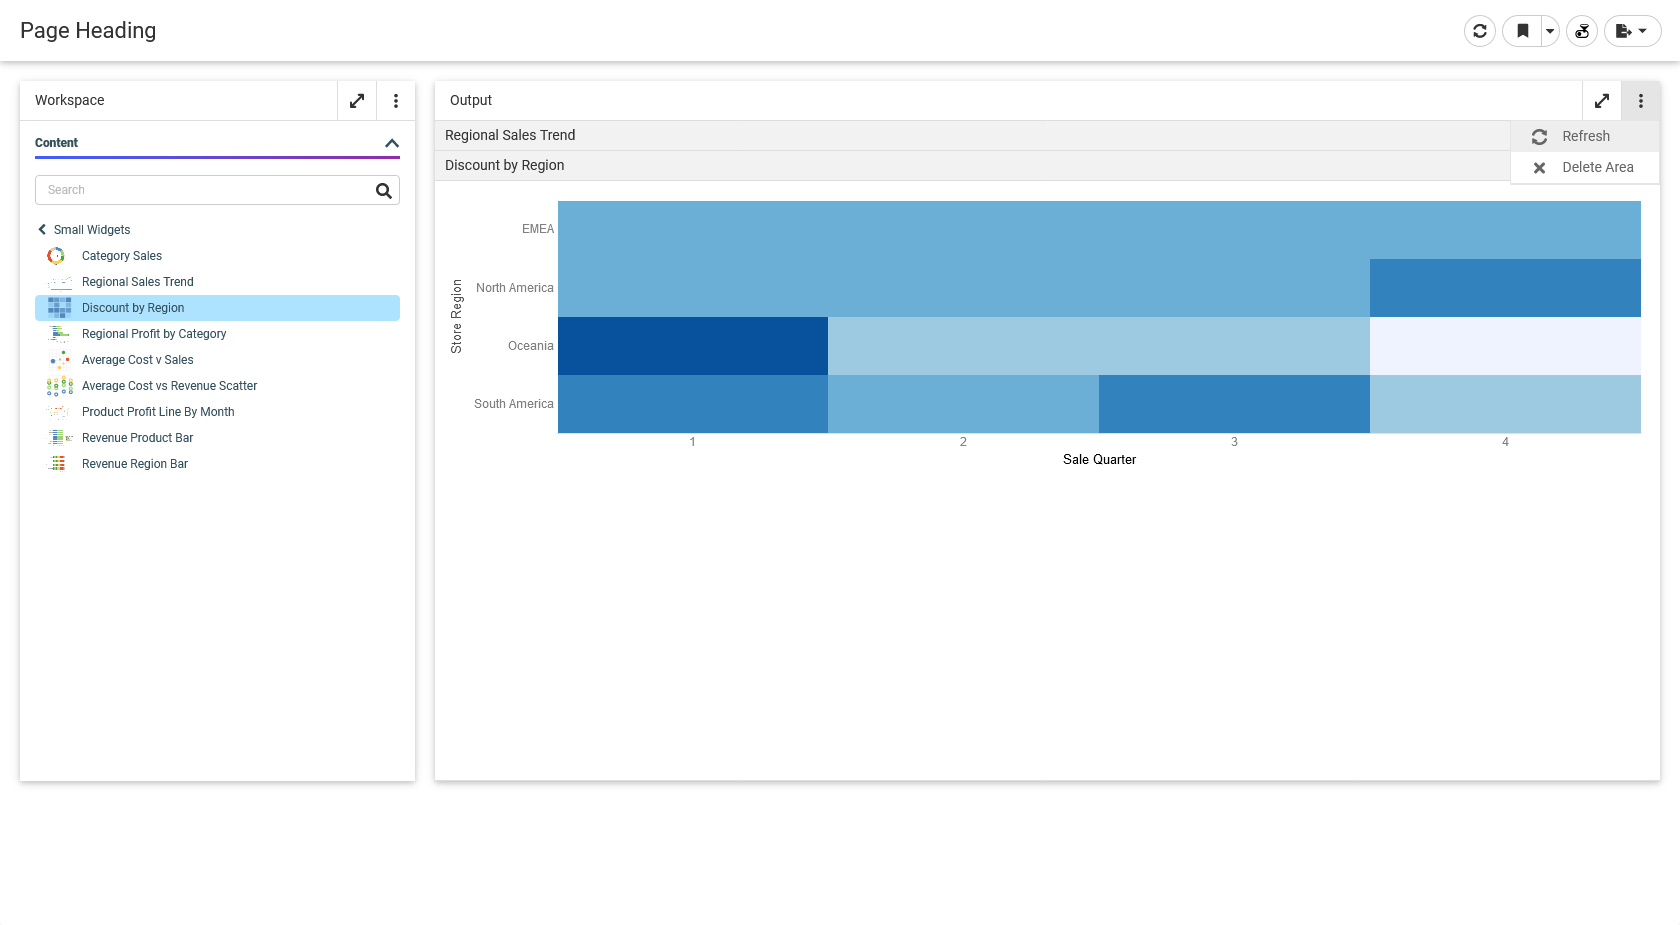 Page Heading
Workspace
Content
Search
Small Widgets
Category Sales
Regional Sales Trend
Discount by Region
Regional Profit by Category
Average Cost v Sales
Average Cost vs Revenue Scatter
Product Profit Line By Month
Revenue Product Bar
Revenue Region Bar
Output
Regional Sales Trend
Discount by Region
Refresh
Delete Area
Store Region
EMEA
North America
Oceania
South America
1 2 3 4
Sale Quarter